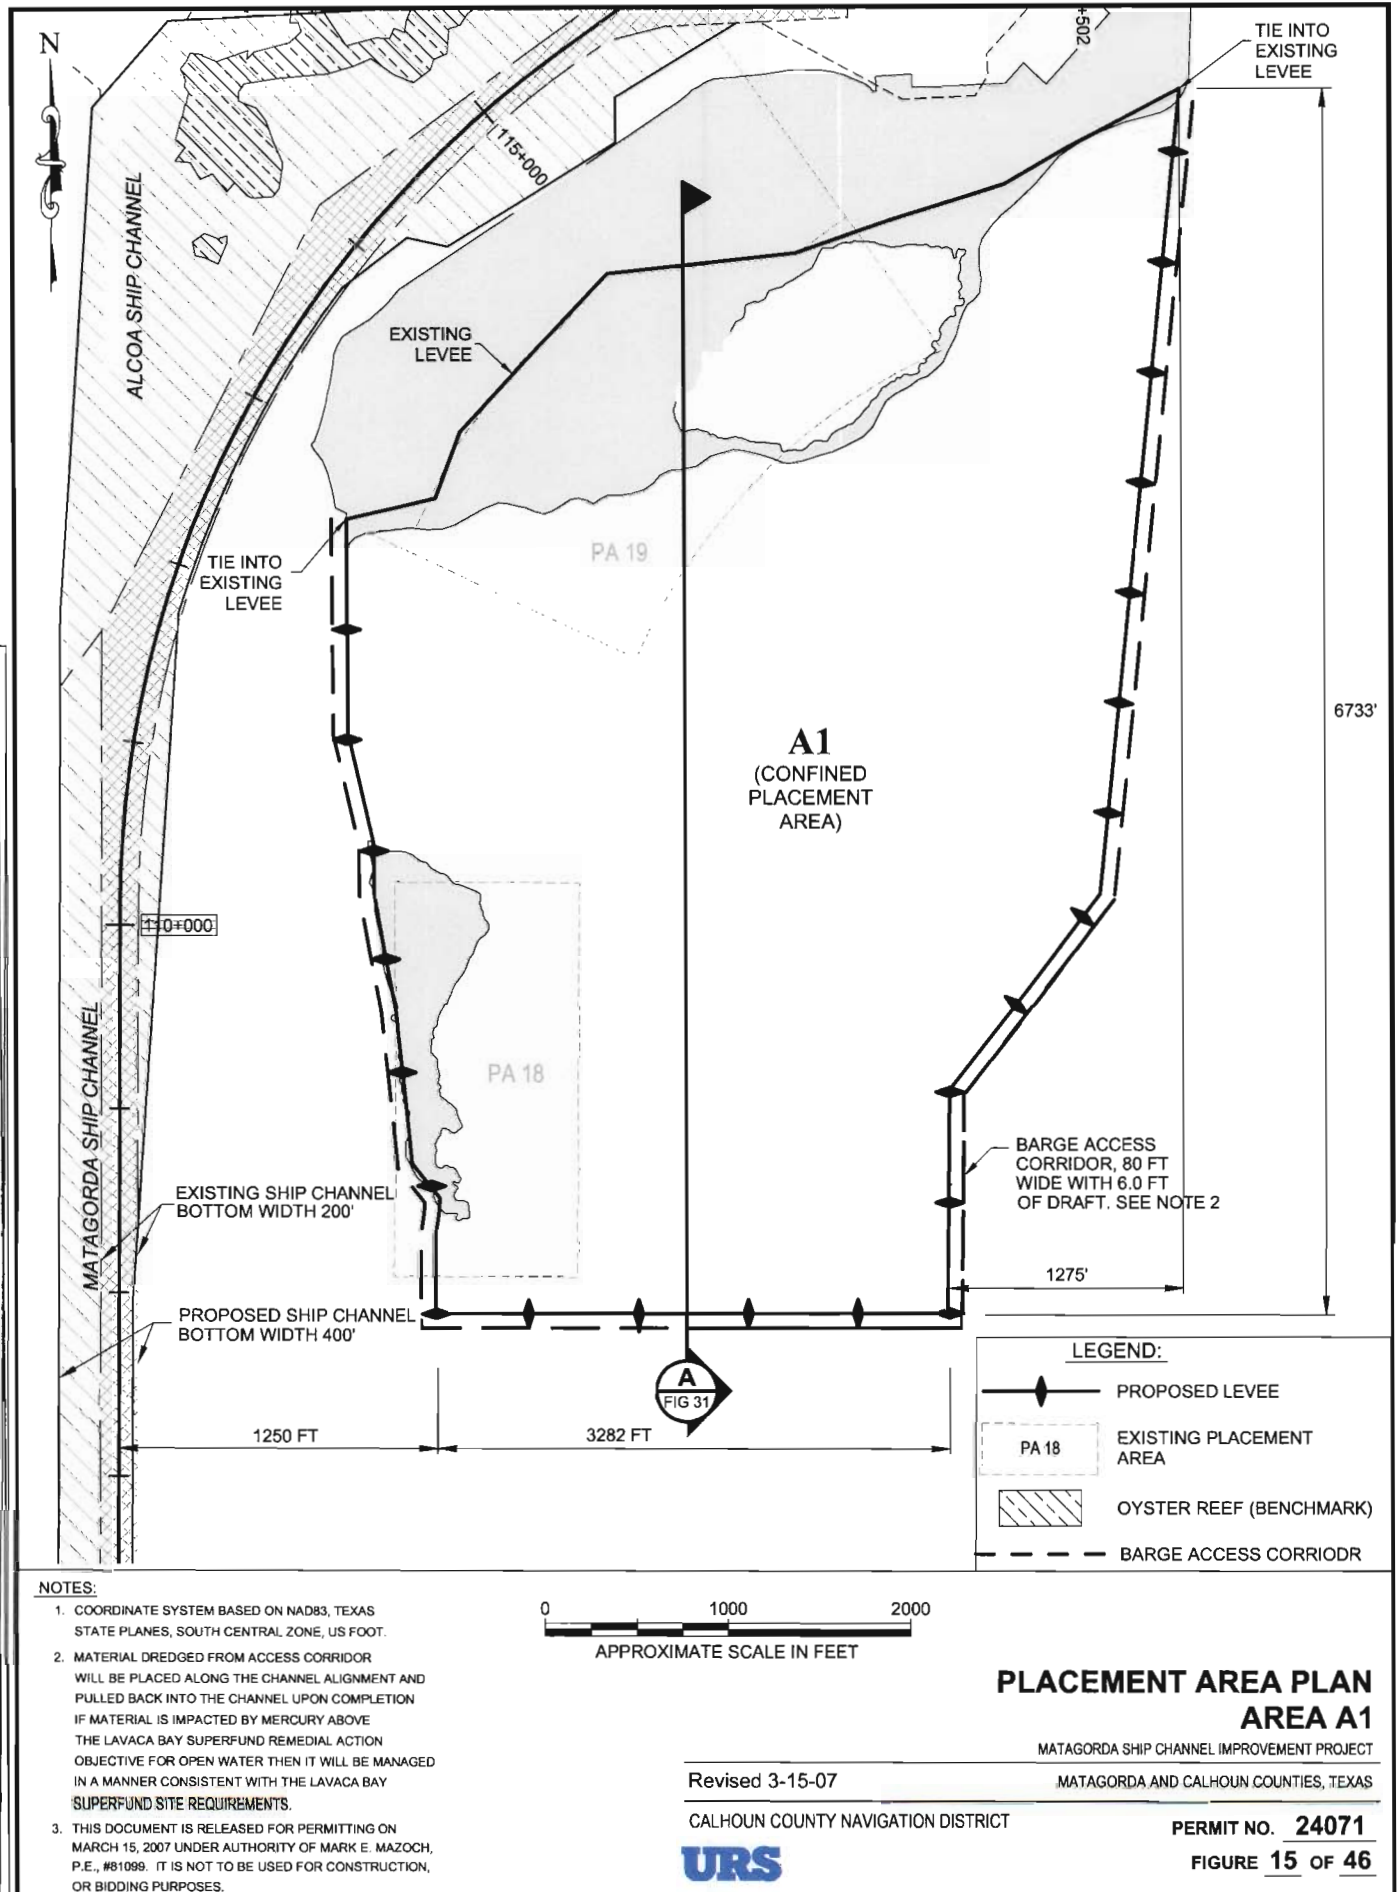 N
+502
TIE INTO
EXISTING
LEVEE
115+000
ALCOA SHIP CHANNEL
EXISTING
LEVEE
PA 19
TIE INTO
EXISTING
LEVEE
6733'
A1
(CONFINED
PLACEMENT
AREA)
110+000
MATAGORDA SHIP CHANNEL
PA 18
BARGE ACCESS
CORRIDOR, 80 FT
WIDE WITH 6.0 FT
OF DRAFT. SEE NOTE 2
EXISTING SHIP CHANNEL
BOTTOM WIDTH 200'
1275'
PROPOSED SHIP CHANNEL
BOTTOM WIDTH 400'
A
FIG 31
1250 FT
3282 FT
LEGEND:
PROPOSED LEVEE
PA 18
EXISTING PLACEMENT
AREA
OYSTER REEF (BENCHMARK)
BARGE ACCESS CORRIODR
NOTES:
1. COORDINATE SYSTEM BASED ON NAD83, TEXAS
STATE PLANES, SOUTH CENTRAL ZONE, US FOOT.
2. MATERIAL DREDGED FROM ACCESS CORRIDOR
WILL BE PLACED ALONG THE CHANNEL ALIGNMENT AND
PULLED BACK INTO THE CHANNEL UPON COMPLETION
IF MATERIAL IS IMPACTED BY MERCURY ABOVE
THE LAVACA BAY SUPERFUND REMEDIAL ACTION
OBJECTIVE FOR OPEN WATER THEN IT WILL BE MANAGED
IN A MANNER CONSISTENT WITH THE LAVACA BAY
SUPERFUND SITE REQUIREMENTS.
3. THIS DOCUMENT IS RELEASED FOR PERMITTING ON
MARCH 15, 2007 UNDER AUTHORITY OF MARK E. MAZOCH,
P.E., #81099. IT IS NOT TO BE USED FOR CONSTRUCTION,
OR BIDDING PURPOSES.
0 1000 2000
APPROXIMATE SCALE IN FEET
PLACEMENT AREA PLAN
AREA A1
MATAGORDA SHIP CHANNEL IMPROVEMENT PROJECT
Revised 3-15-07
MATAGORDA AND CALHOUN COUNTIES, TEXAS
CALHOUN COUNTY NAVIGATION DISTRICT
PERMIT NO. 24071
URS
FIGURE 15 OF 46